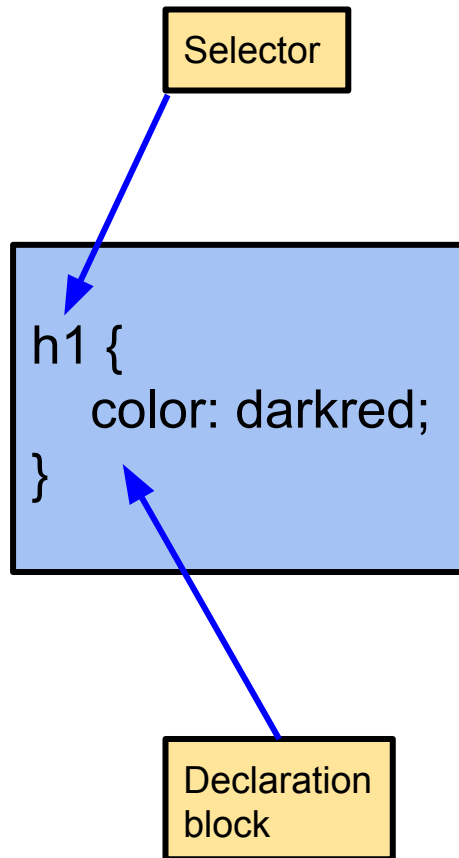 Selector
h1 {
color: darkred;
}
Declaration
block